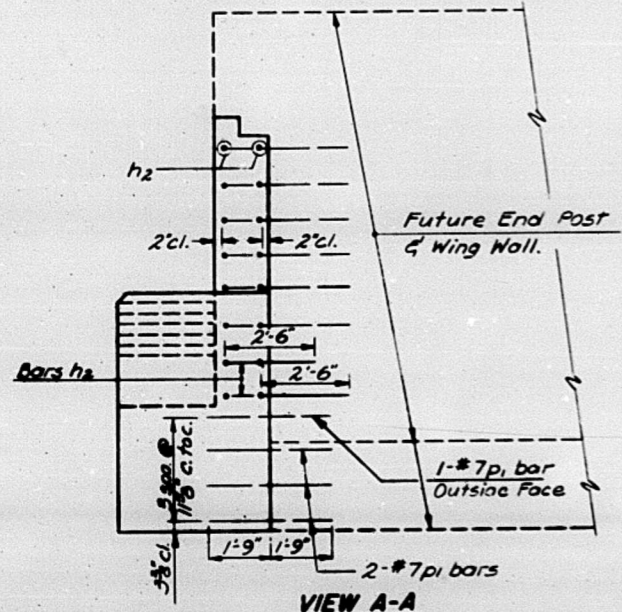 h2
2"cl.
2"cl.
Future End Post
& Wing Wall.
2'-6"
Bars h2
2'-6"
1-#7p1 bar
Outside Face
c. to c.
1'-9"
1'-9"
2-#7p1 bars
VIEW A-A